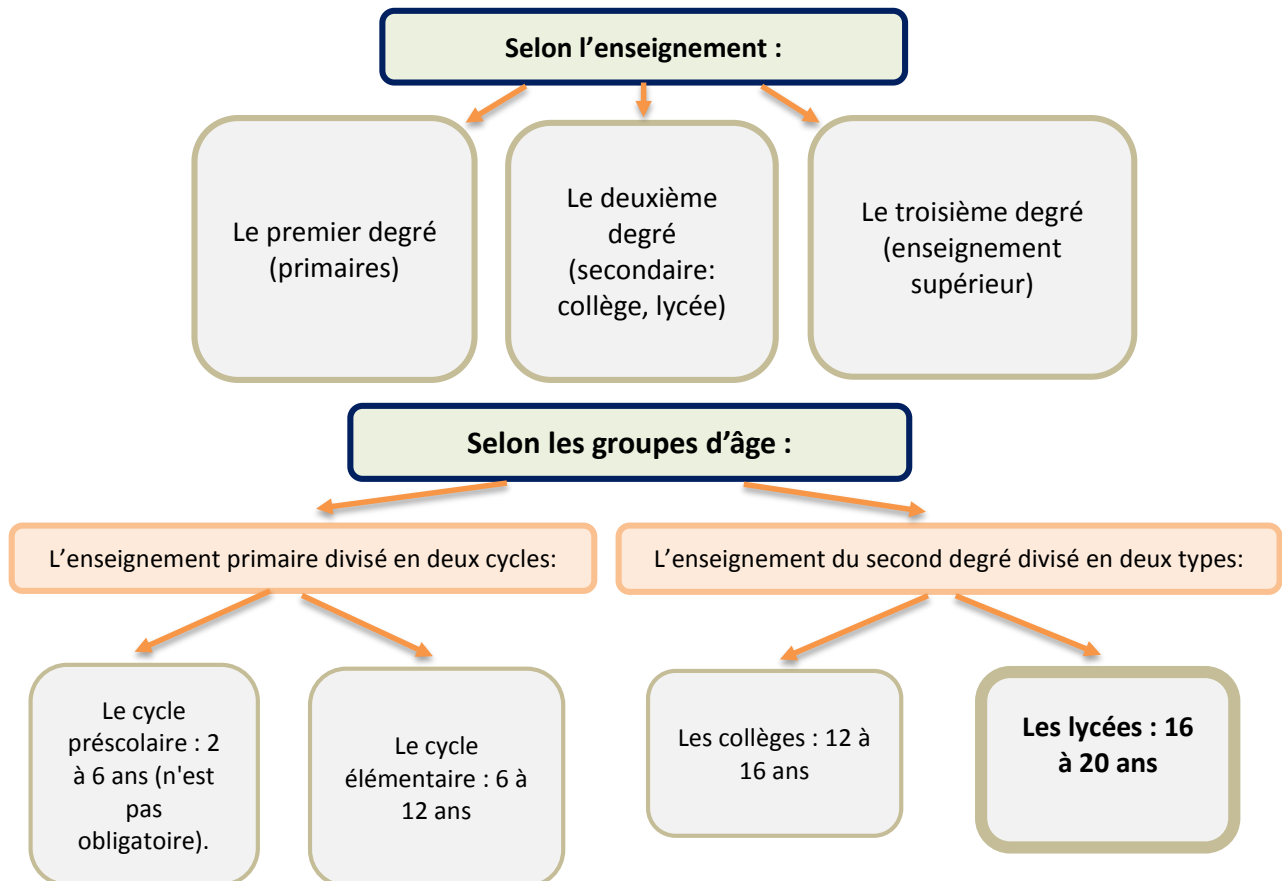 Selon l’enseignement :
Le premier degré
(primaires)
Le deuxième
degré
(secondaire:
collège, lycée)
Le troisième degré
(enseignement
supérieur)
Selon les groupes d’âge :
L’enseignement primaire divisé en deux cycles:
L’enseignement du second degré divisé en deux types:
Le cycle
préscolaire : 2
à 6 ans (n'est
pas
obligatoire).
Le cycle
élémentaire : 6 à
12 ans
Les collèges : 12 à
16 ans
Les lycées : 16
à 20 ans